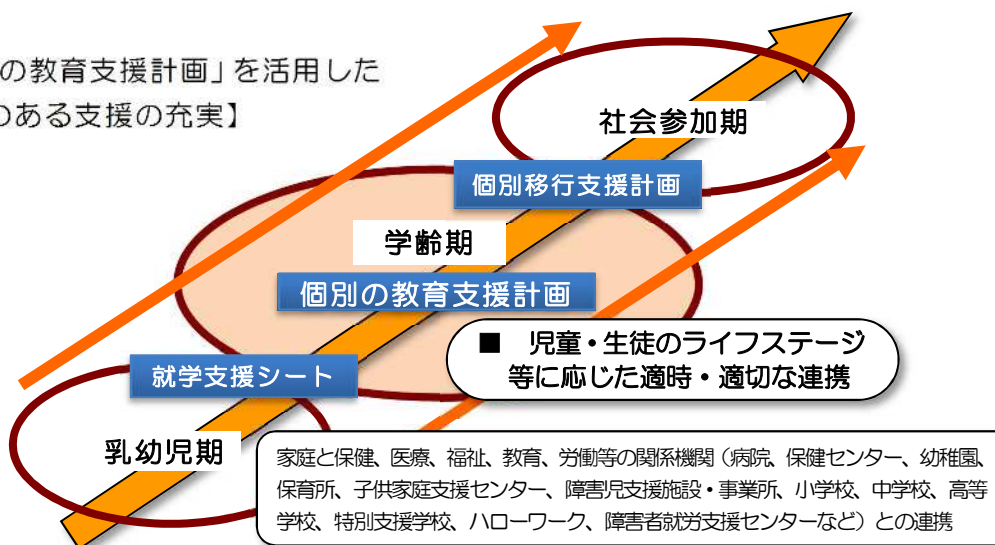 の教育支援計画」を活用した
のある支援の充実】
社会参加期
個別移行支援計画
学齢期
個別の教育支援計画
■ 児童・生徒のライフステージ
等に応じた適時・適切な連携
就学支援シート
乳幼児期
家庭と保健、医療、福祉、教育、労働等の関係機関（病院、保健センター、幼稚園、
保育所、子供家庭支援センター、障害児支援施設・事業所、小学校、中学校、高等
学校、特別支援学校、ハローワーク、障害者就労支援センターなど）との連携